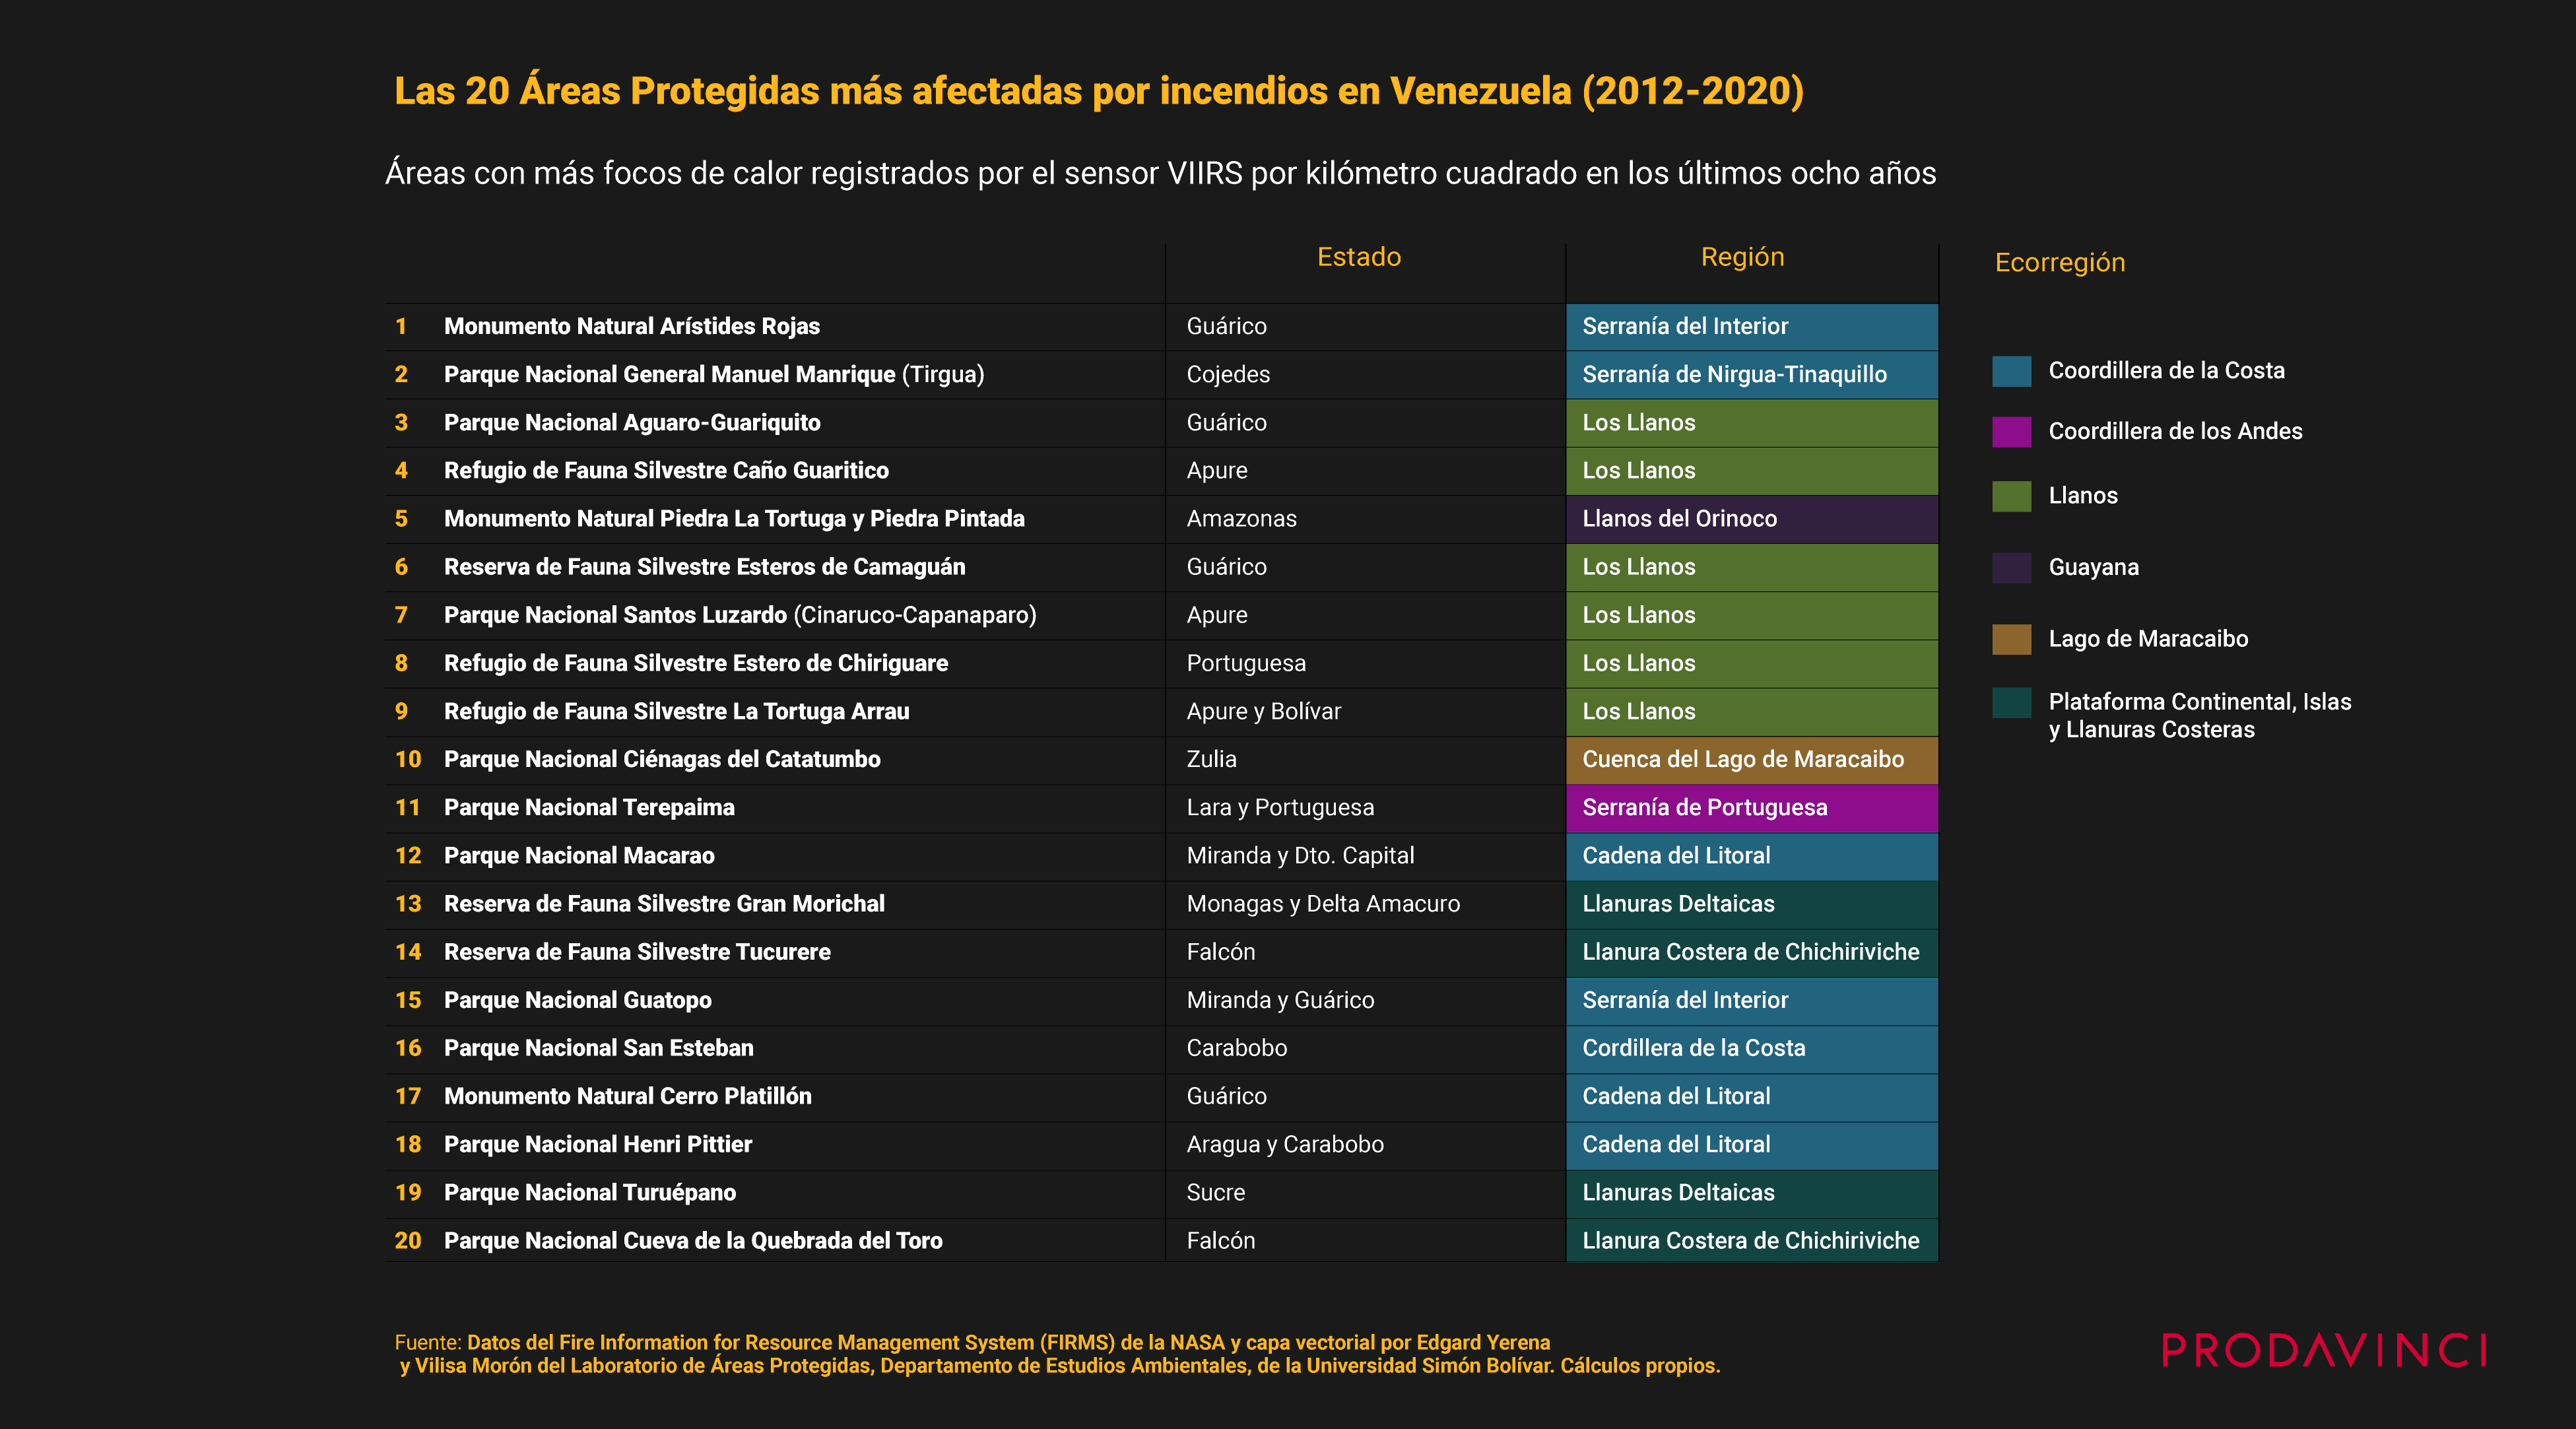 Las 20 Áreas Protegidas más afectadas por incendios en Venezuela (2012-2020)
Áreas con más focos de calor registrados por el sensor VIIRS por kilómetro cuadrado en los últimos ocho años
Estado Región Ecorregión
1 Monumento Natural Arístides Rojas Guárico Serranía del Interior
2 Parque Nacional General Manuel Manrique (Tirgua) Cojedes Serranía de Nirgua-Tinaquillo
3 Parque Nacional Aguaro-Guariquito Guárico Los Llanos
4 Refugio de Fauna Silvestre Caño Guaritico Apure Los Llanos
5 Monumento Natural Piedra La Tortuga y Piedra Pintada Amazonas Llanos del Orinoco
6 Reserva de Fauna Silvestre Esteros de Camaguán Guárico Los Llanos
7 Parque Nacional Santos Luzardo (Cinaruco-Capanaparo) Apure Los Llanos
8 Refugio de Fauna Silvestre Estero de Chiriguare Portuguesa Los Llanos
9 Refugio de Fauna Silvestre La Tortuga Arrau Apure y Bolívar Los Llanos
10 Parque Nacional Ciénagas del Catatumbo Zulia Cuenca del Lago de Maracaibo
11 Parque Nacional Terepaima Lara y Portuguesa Serranía de Portuguesa
12 Parque Nacional Macarao Miranda y Dto. Capital Cadena del Litoral
13 Reserva de Fauna Silvestre Gran Morichal Monagas y Delta Amacuro Llanuras Deltaicas
14 Reserva de Fauna Silvestre Tucurere Falcón Llanura Costera de Chichiriviche
15 Parque Nacional Guatopo Miranda y Guárico Serranía del Interior
16 Parque Nacional San Esteban Carabobo Cordillera de la Costa
17 Monumento Natural Cerro Platillón Guárico Cadena del Litoral
18 Parque Nacional Henri Pittier Aragua y Carabobo Cadena del Litoral
19 Parque Nacional Turuépano Sucre Llanuras Deltaicas
20 Parque Nacional Cueva de la Quebrada del Toro Falcón Llanura Costera de Chichiriviche
Coordillera de la Costa
Coordillera de los Andes
Llanos
Guayana
Lago de Maracaibo
Plataforma Continental, Islas
y Llanuras Costeras
Fuente: Datos del Fire Information for Resource Management System (FIRMS) de la NASA y capa vectorial por Edgard Yerena
y Vilisa Morón del Laboratorio de Áreas Protegidas, Departamento de Estudios Ambientales, de la Universidad Simón Bolívar. Cálculos propios.
PRODAVINCI